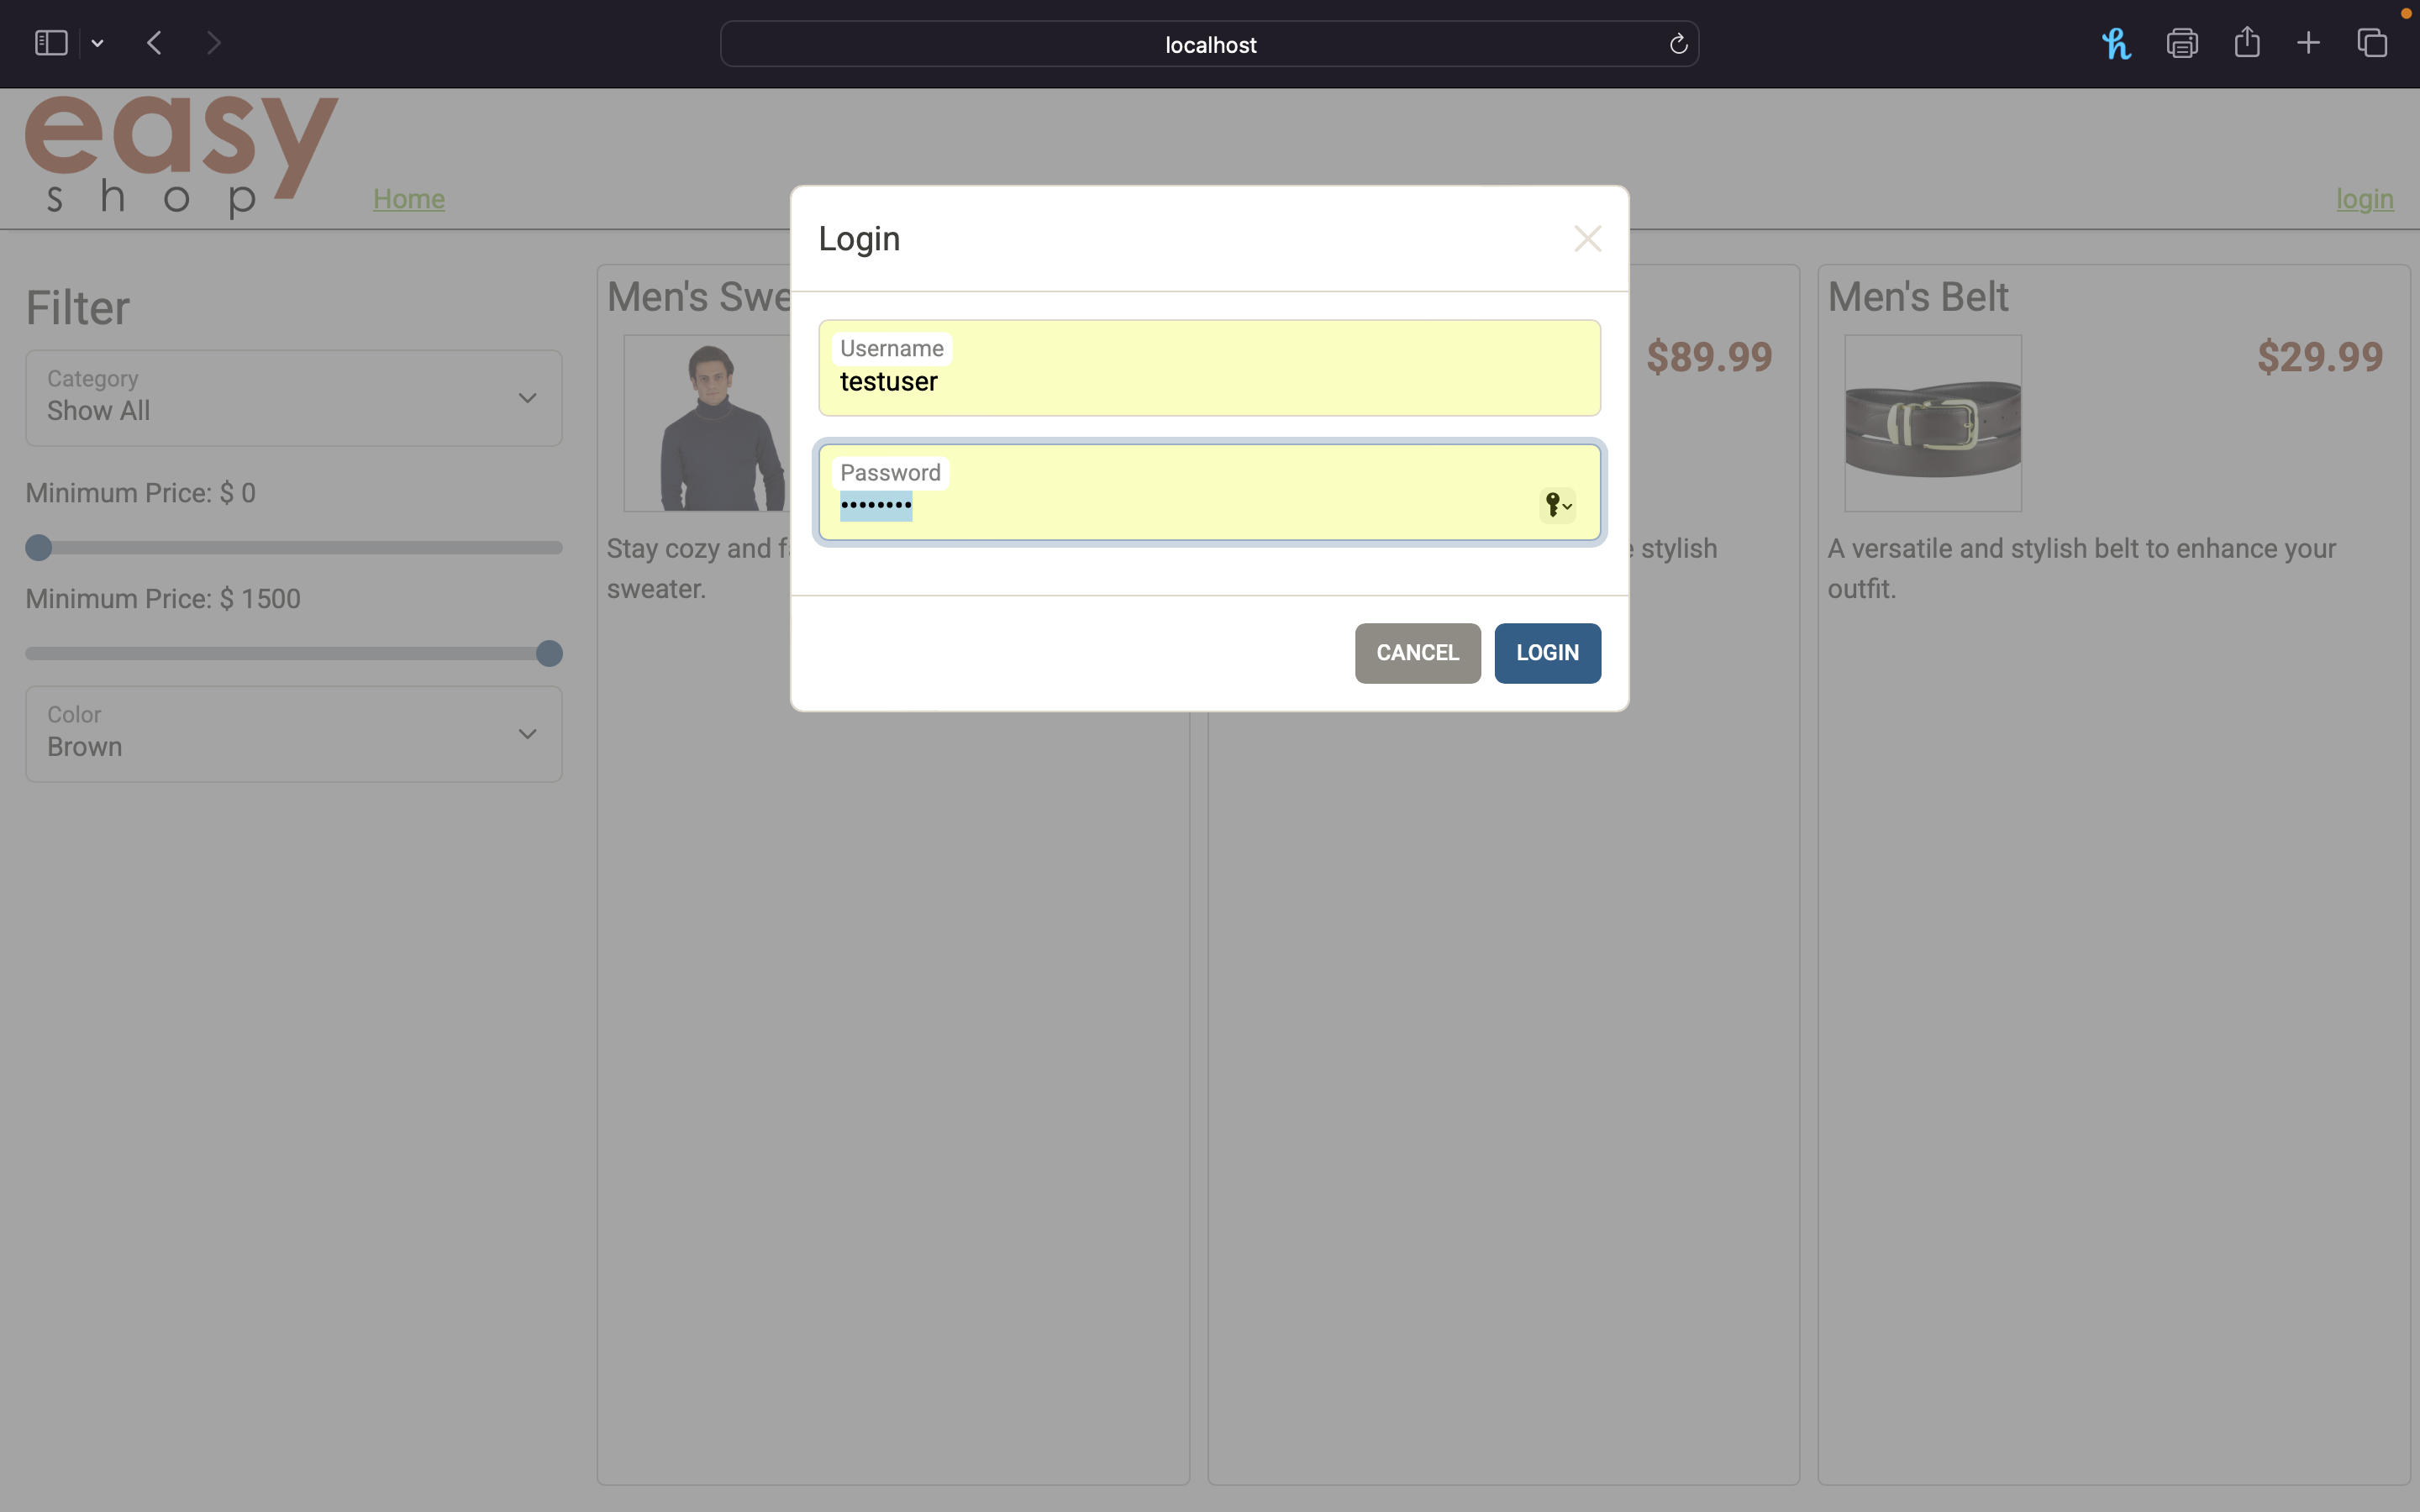 localhost
easy
shop
Home
login
Login
Username
testuser
Password
CANCEL
LOGIN
Filter
Category
Show All
Minimum Price: $ 0
Minimum Price: $ 1500
Color
Brown
Men's Swe
Stay cozy and f
sweater.
$89.99
stylish
Men's Belt
$29.99
A versatile and stylish belt to enhance your
outfit.